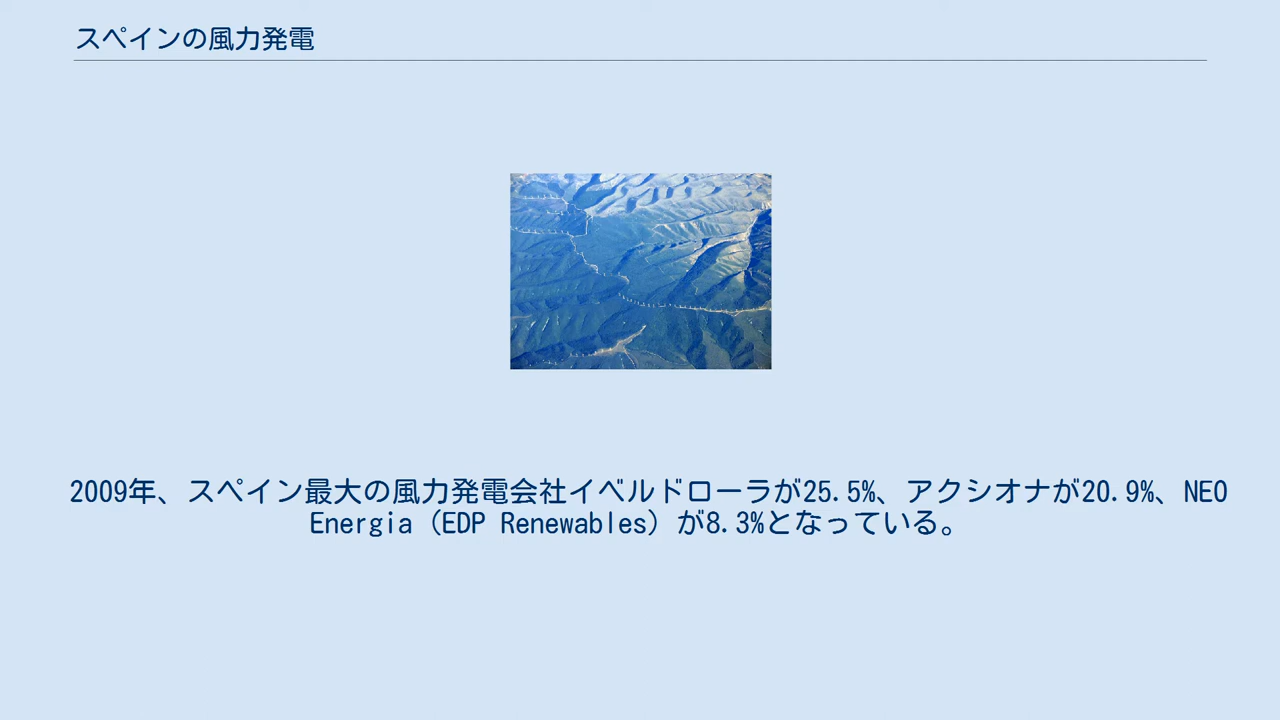 スペインの風力発電
2009年、スペイン最大の風力発電会社イベルドローラが25.5%、アクシオナが20.9%、NEO
Energia（EDP Renewables）が8.3%となっている。